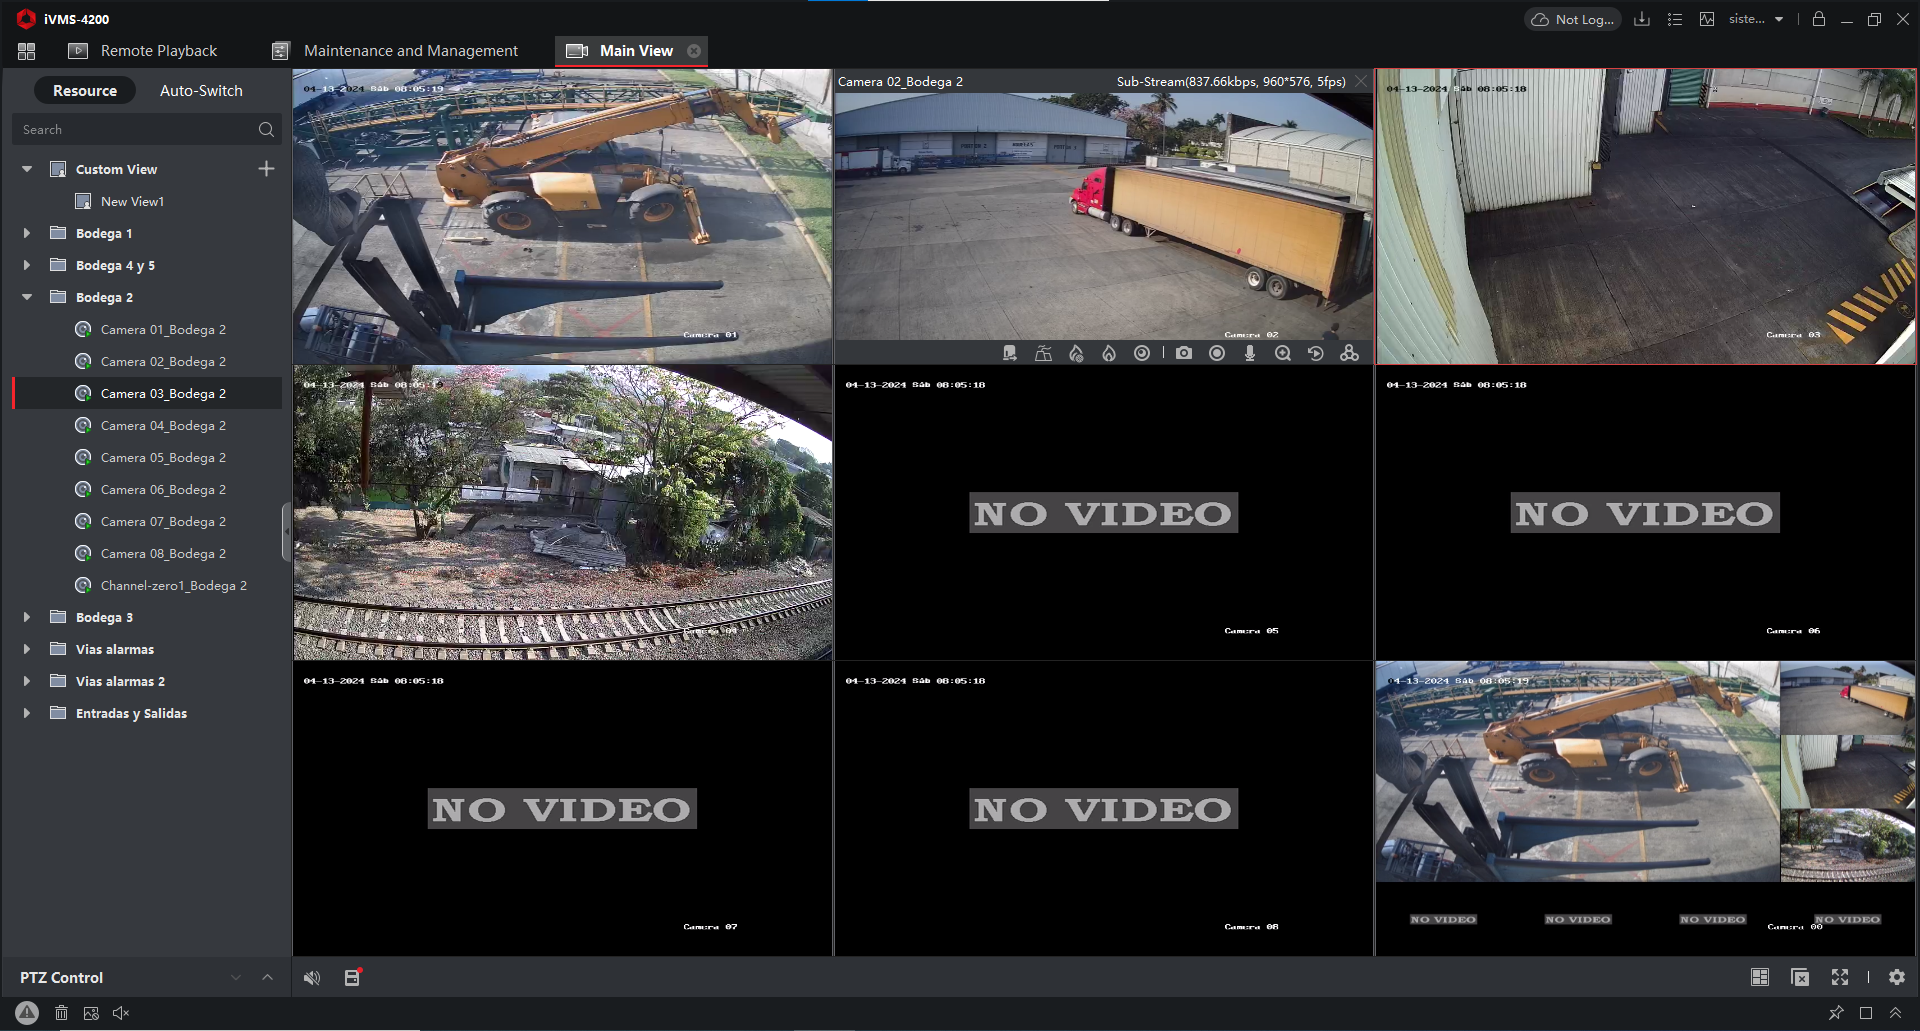 iVMS-4200
Not Log...
siste...
Remote Playback
Maintenance and Management
Main View
Resource
Auto-Switch
Search
Custom View
New View1
Bodega 1
Bodega 4 y 5
Bodega 2
Camera 01_Bodega 2
Camera 02_Bodega 2
Camera 03_Bodega 2
Camera 04_Bodega 2
Camera 05_Bodega 2
Camera 06_Bodega 2
Camera 07_Bodega 2
Camera 08_Bodega 2
Channel-zero1_Bodega 2
Bodega 3
Vias alarmas
Vias alarmas 2
Entradas y Salidas
PTZ Control
04-13-2024 Sáb 08:05:19
Camera 01
Camera 02_Bodega 2
Sub-Stream(837.66kbps, 960*576, 5fps)
Camera 02
04-13-2024 Sáb 08:05:18
Camera 03
04-13-2024 Sáb 08:05:19
Camera 04
04-13-2024 Sáb 08:05:18
NO VIDEO
Camera 05
04-13-2024 Sáb 08:05:18
NO VIDEO
Camera 06
04-13-2024 Sáb 08:05:18
NO VIDEO
Camera 07
04-13-2024 Sáb 08:05:18
NO VIDEO
Camera 08
04-13-2024 Sáb 08:05:19
NO VIDEO
NO VIDEO
NO VIDEO
NO VIDEO
Camera 00